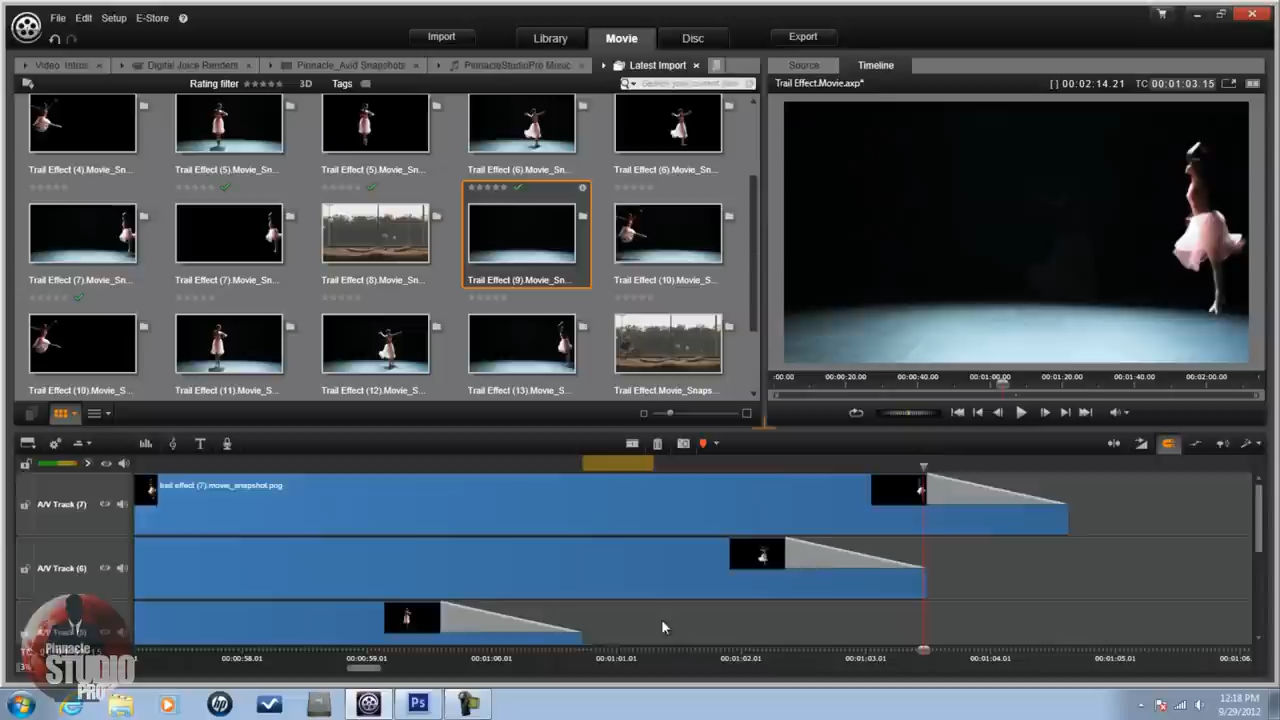 File Edit Setup E-Store
Import Library Movie Disc Export
Video Intros Digital Juice Renders Pinnacle_Avid Snapshots PinnacleStudioPro Music Latest Import
Source Timeline
Rating filter 3D Tags
Trail Effect.Movie.axp* [ ] 00:02:14.21 TC 00:01:03.15
Trail Effect (4).Movie_Sn... Trail Effect (5).Movie_Sn... Trail Effect (5).Movie_Sn... Trail Effect (6).Movie_Sn... Trail Effect (6).Movie_Sn...
Trail Effect (7).Movie_Sn... Trail Effect (7).Movie_Sn... Trail Effect (8).Movie_Sn... Trail Effect (9).Movie_Sn... Trail Effect (10).Movie_S...
Trail Effect (10).Movie_S... Trail Effect (11).Movie_S... Trail Effect (12).Movie_S... Trail Effect (13).Movie_S... Trail Effect.Movie_Snaps
:00.00 00:00:20.00 00:00:40.00 00:01:00.00 00:01:20.00 00:01:40.00 00:02:00.00
trail effect (7).movie_snapshot.png
A/V Track (7)
A/V Track (6)
Pinnacle
STUDIO
PRO
00:00:58.01 00:00:59.01 00:01:00.01 00:01:01.01 00:01:02.01 00:01:03.01 00:01:04.01 00:01:05.01 00:01:06.
hp Ps
12:18 PM
9/29/2012